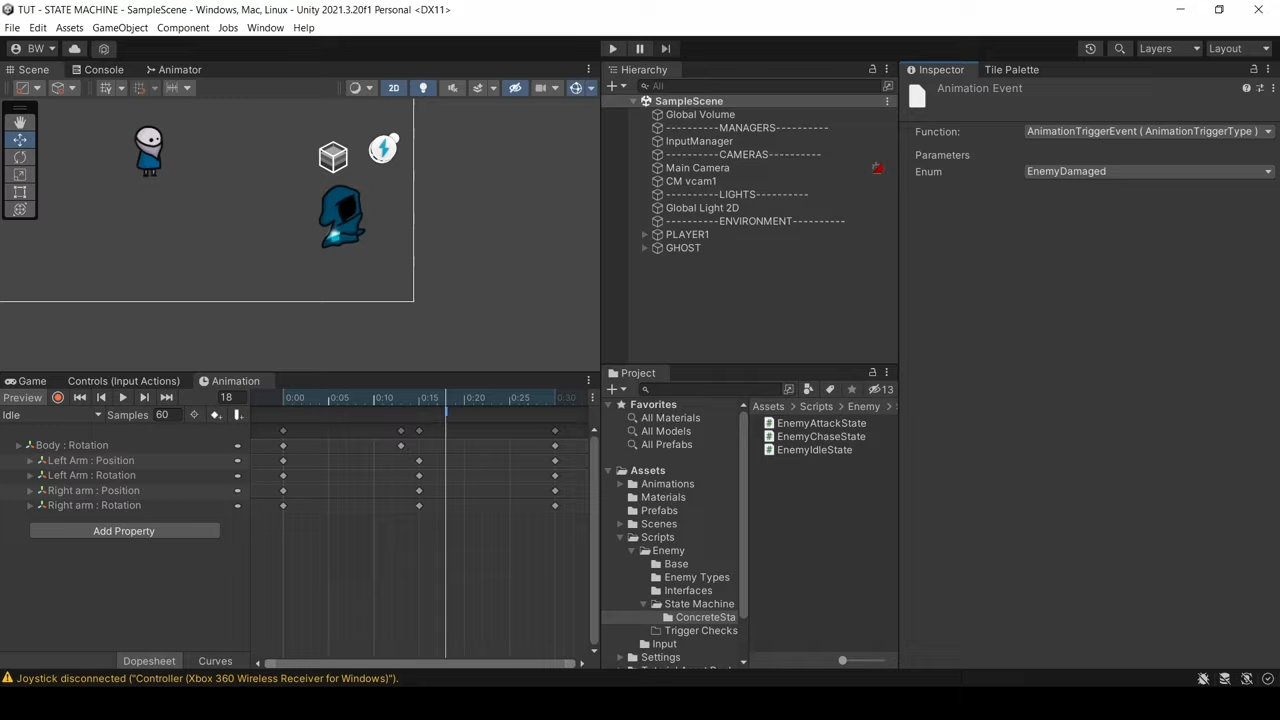 TUT - STATE MACHINE - SampleScene - Windows, Mac, Linux - Unity 2021.3.20f1 Personal <DX11>
File Edit Assets GameObject Component Jobs Window Help
BW Layers Layout
Scene Console Animator
2D
Hierarchy
All
SampleScene
Global Volume
----------MANAGERS----------
InputManager
----------CAMERAS----------
Main Camera
CM vcam1
----------LIGHTS----------
Global Light 2D
----------ENVIRONMENT----------
PLAYER1
GHOST
Inspector Tile Palette
Animation Event
Function: AnimationTriggerEvent ( AnimationTriggerType )
Parameters
Enum EnemyDamaged
Game Controls (Input Actions) Animation
Preview 18 0:00 0:05 0:10 0:15 0:20 0:25 0:30
Idle Samples 60
Body : Rotation
Left Arm : Position
Left Arm : Rotation
Right arm : Position
Right arm : Rotation
Add Property
Dopesheet Curves
Project
13
Favorites
All Materials
All Models
All Prefabs
Assets
Animations
Materials
Prefabs
Scenes
Scripts
Enemy
Base
Enemy Types
Interfaces
State Machine
ConcreteSta
Trigger Checks
Input
Settings
Assets > Scripts > Enemy >
EnemyAttackState
EnemyChaseState
EnemyIdleState
Joystick disconnected ("Controller (Xbox 360 Wireless Receiver for Windows)").